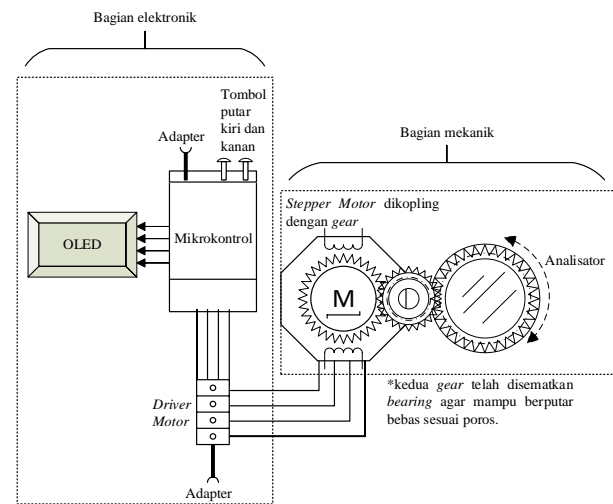 Bagian elektronik
Tombol
putar
kiri dan
kanan
Adapter
Bagian mekanik
Stepper Motor dikopling
dengan gear
OLED
Mikrokontrol
Analisator
M
*kedua gear telah disematkan
bearing agar mampu berputar
bebas sesuai poros.
Driver
Motor
Adapter